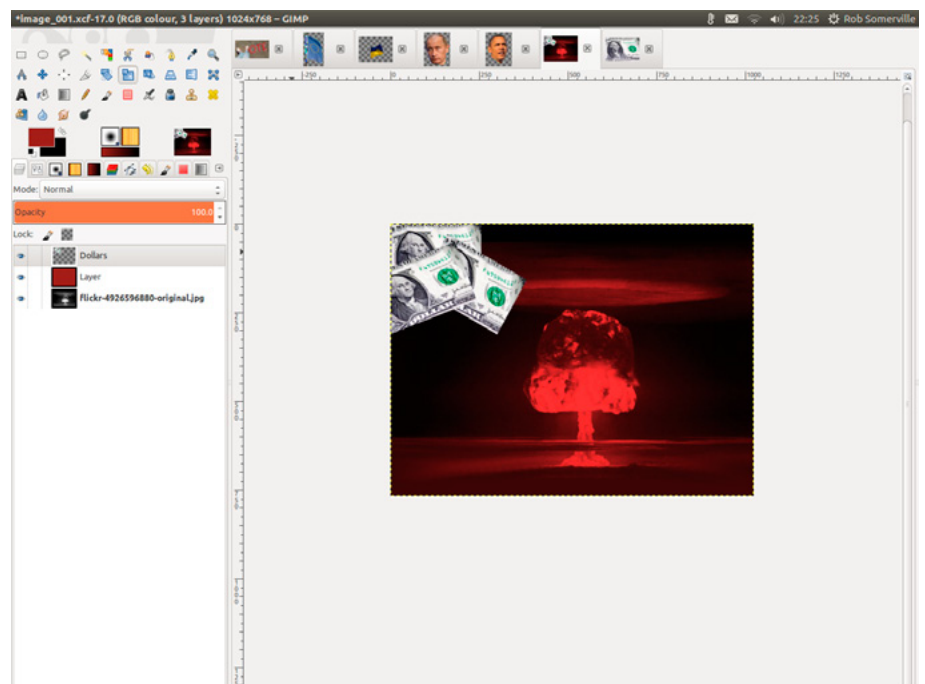 *image_001.xcf-17.0 (RGB colour, 3 layers) 1024x768 – GIMP
22:25 Rob Somerville
Mode: Normal
Opacity 100.0
Lock:
Dollars
Layer
flickr-4926596880-original.jpg
-250 0 250 500 750 1000 1250
DOLLAR